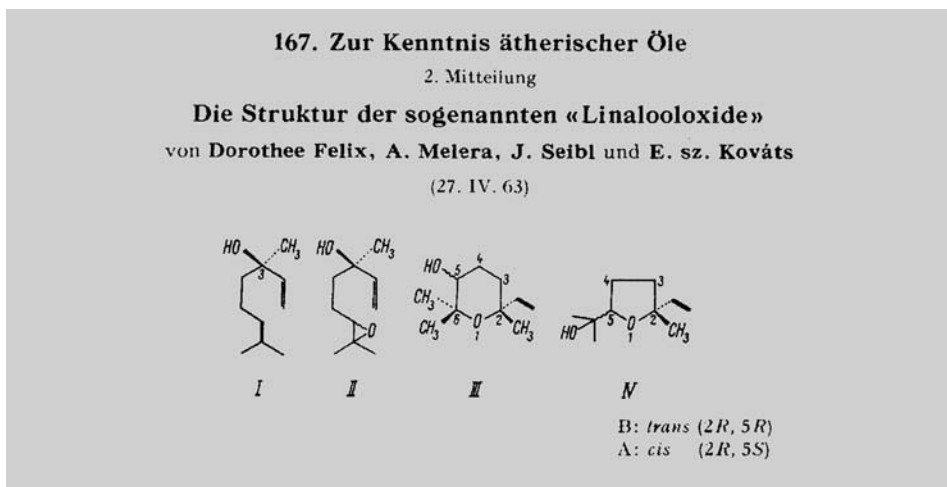 167. Zur Kenntnis ätherischer Öle
2. Mitteilung
Die Struktur der sogenannten «Linalooloxide»
von Dorothee Felix, A. Melera, J. Seibl und E. sz. Kováts
(27. IV. 63)
HO CH3 HO CH3 HO 5 4 3 4 3
3 CH3 6 O 2 HO 5 O 2
O CH3 1 CH3 1 CH3
I II III IV
B: trans (2R, 5R)
A: cis (2R, 5S)